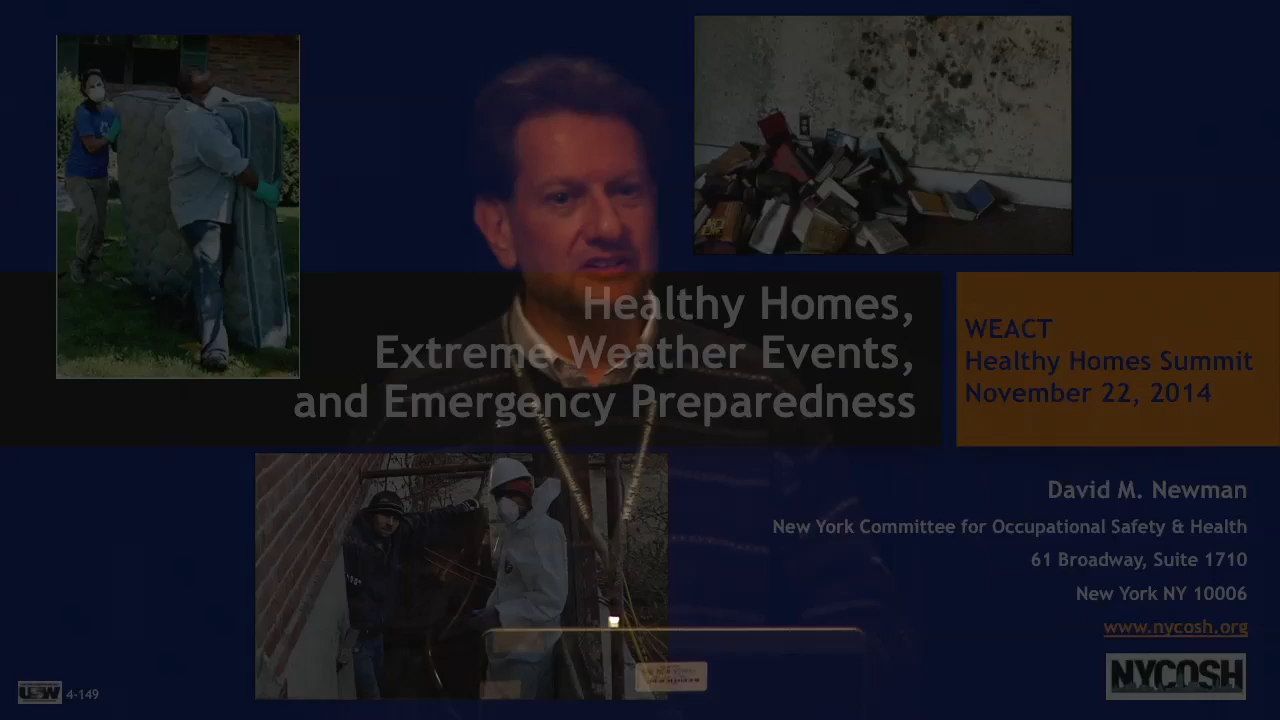 Healthy Homes,
Extreme Weather Events,
and Emergency Preparedness
WEACT
Healthy Homes Summit
November 22, 2014
David M. Newman
New York Committee for Occupational Safety & Health
61 Broadway, Suite 1710
New York NY 10006
www.nycosh.org
NYCOSH
USW 4-149